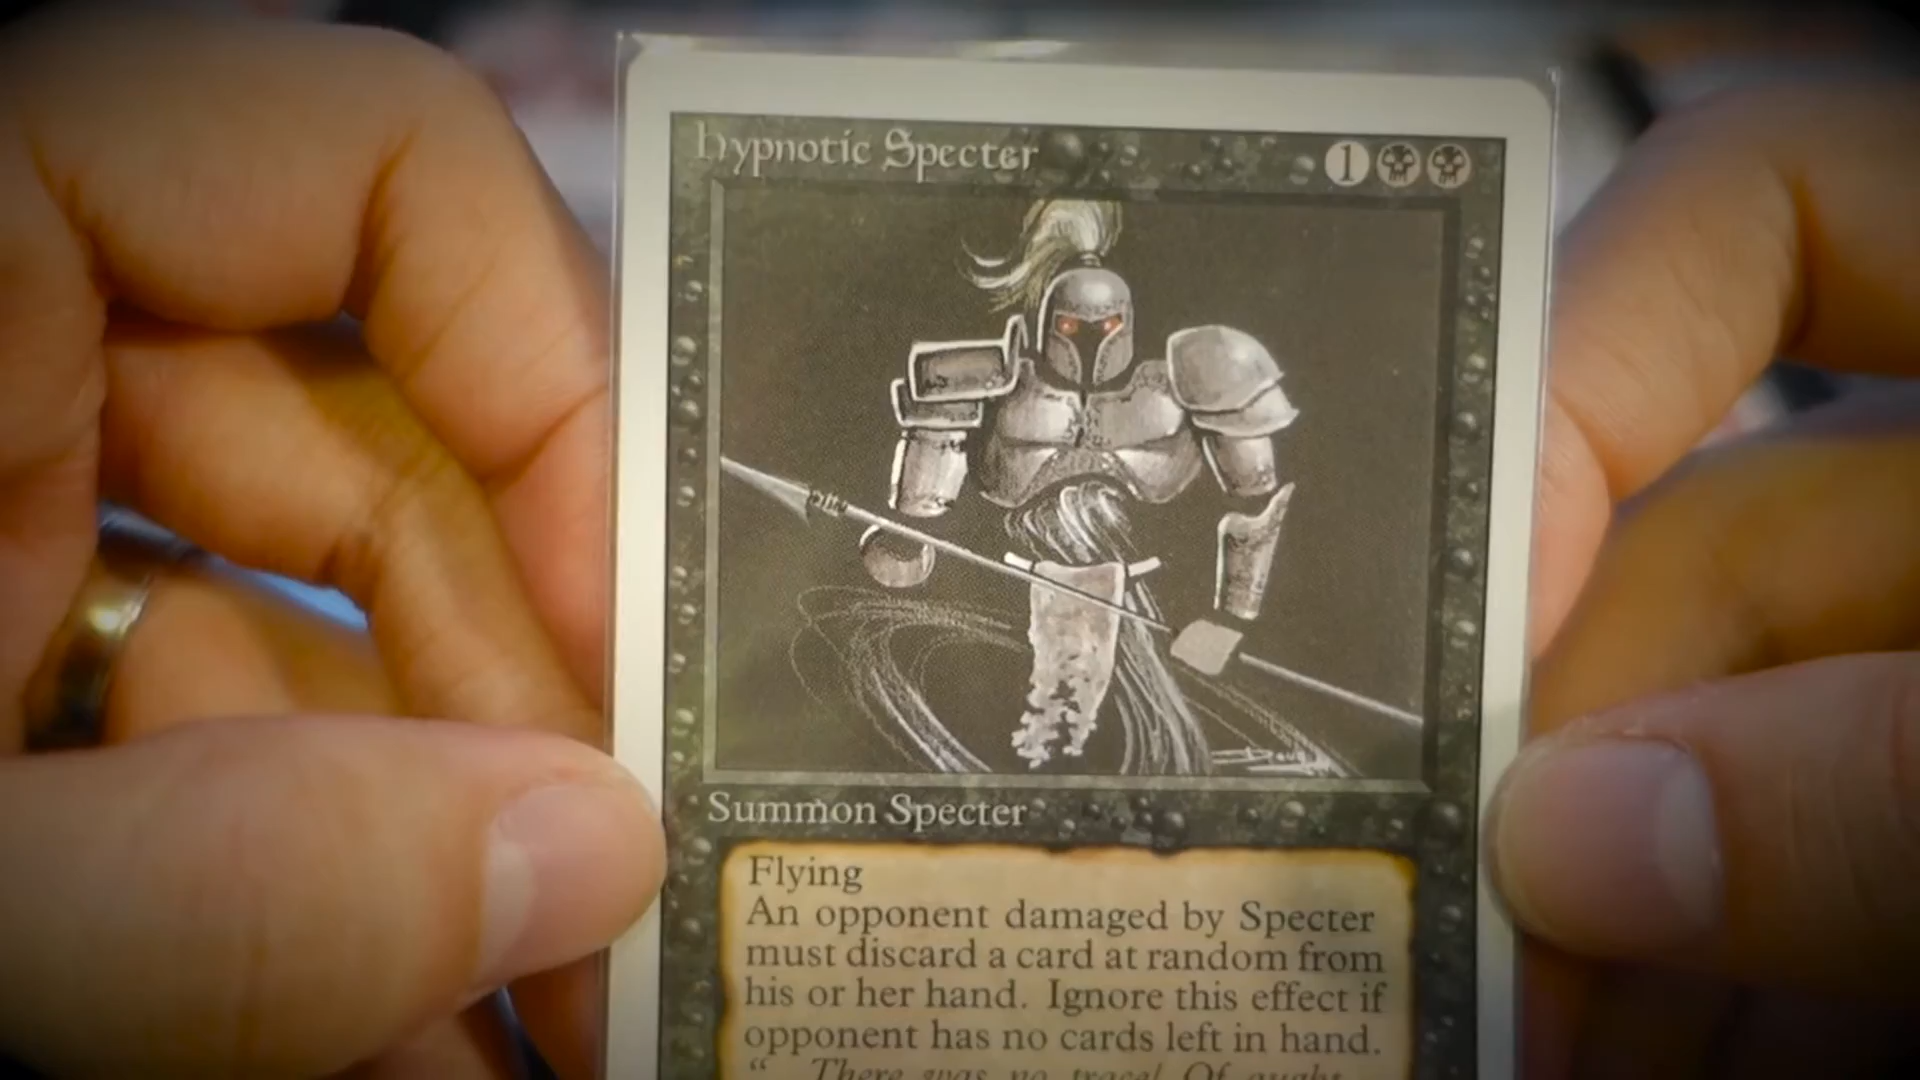 Hypnotic Specter 1
Doug
Summon Specter
Flying
An opponent damaged by Specter
must discard a card at random from
his or her hand. Ignore this effect if
opponent has no cards left in hand.
"...There was no trace! Of aught